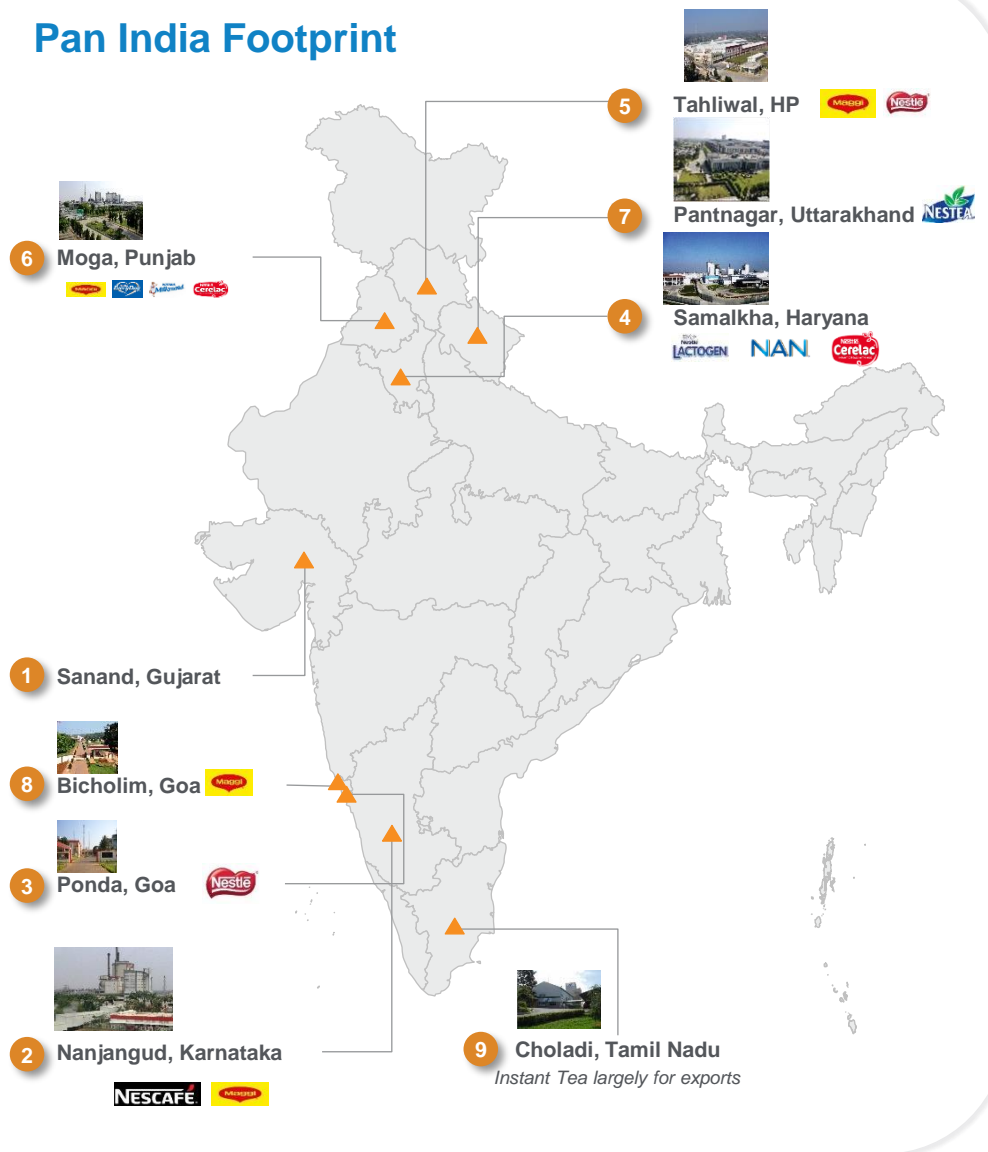 Pan India Footprint
5
Tahliwal, HP
Maggi
Nestlé
7
Pantnagar, Uttarakhand
NESTEA
6
Moga, Punjab
Cerelac
4
Samalkha, Haryana
Nestlé
LACTOGEN
NAN
Nestlé
Cerelac
1
Sanand, Gujarat
8
Bicholim, Goa
Maggi
3
Ponda, Goa
Nestlé
2
Nanjangud, Karnataka
NESCAFÉ
Maggi
9
Choladi, Tamil Nadu
Instant Tea largely for exports